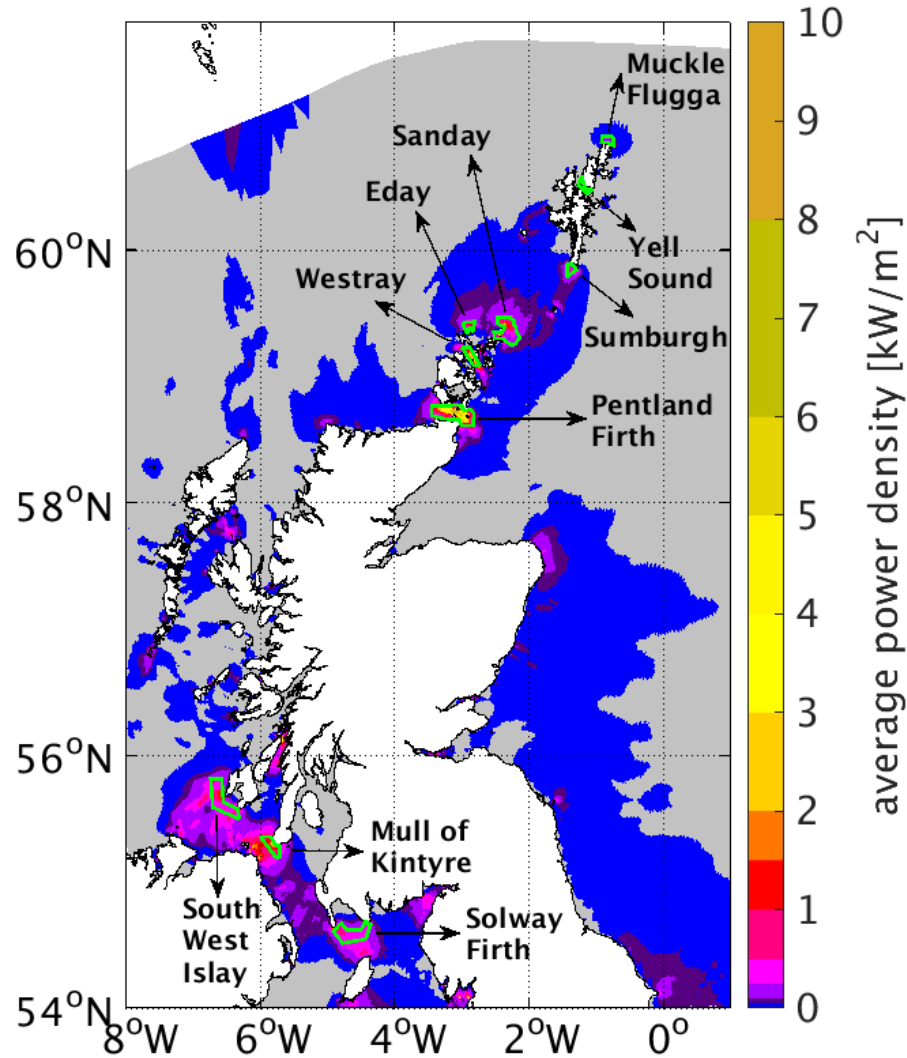 Muckle
Flugga
Sanday
Eday
Westray
Yell
Sound
Sumburgh
Pentland
Firth
Mull of
Kintyre
South
West
Islay
Solway
Firth
60°N
58°N
56°N
54°N
8°W
6°W
4°W
2°W
0°
10
9
8
7
6
5
4
3
2
1
0
average power density [kW/m²]